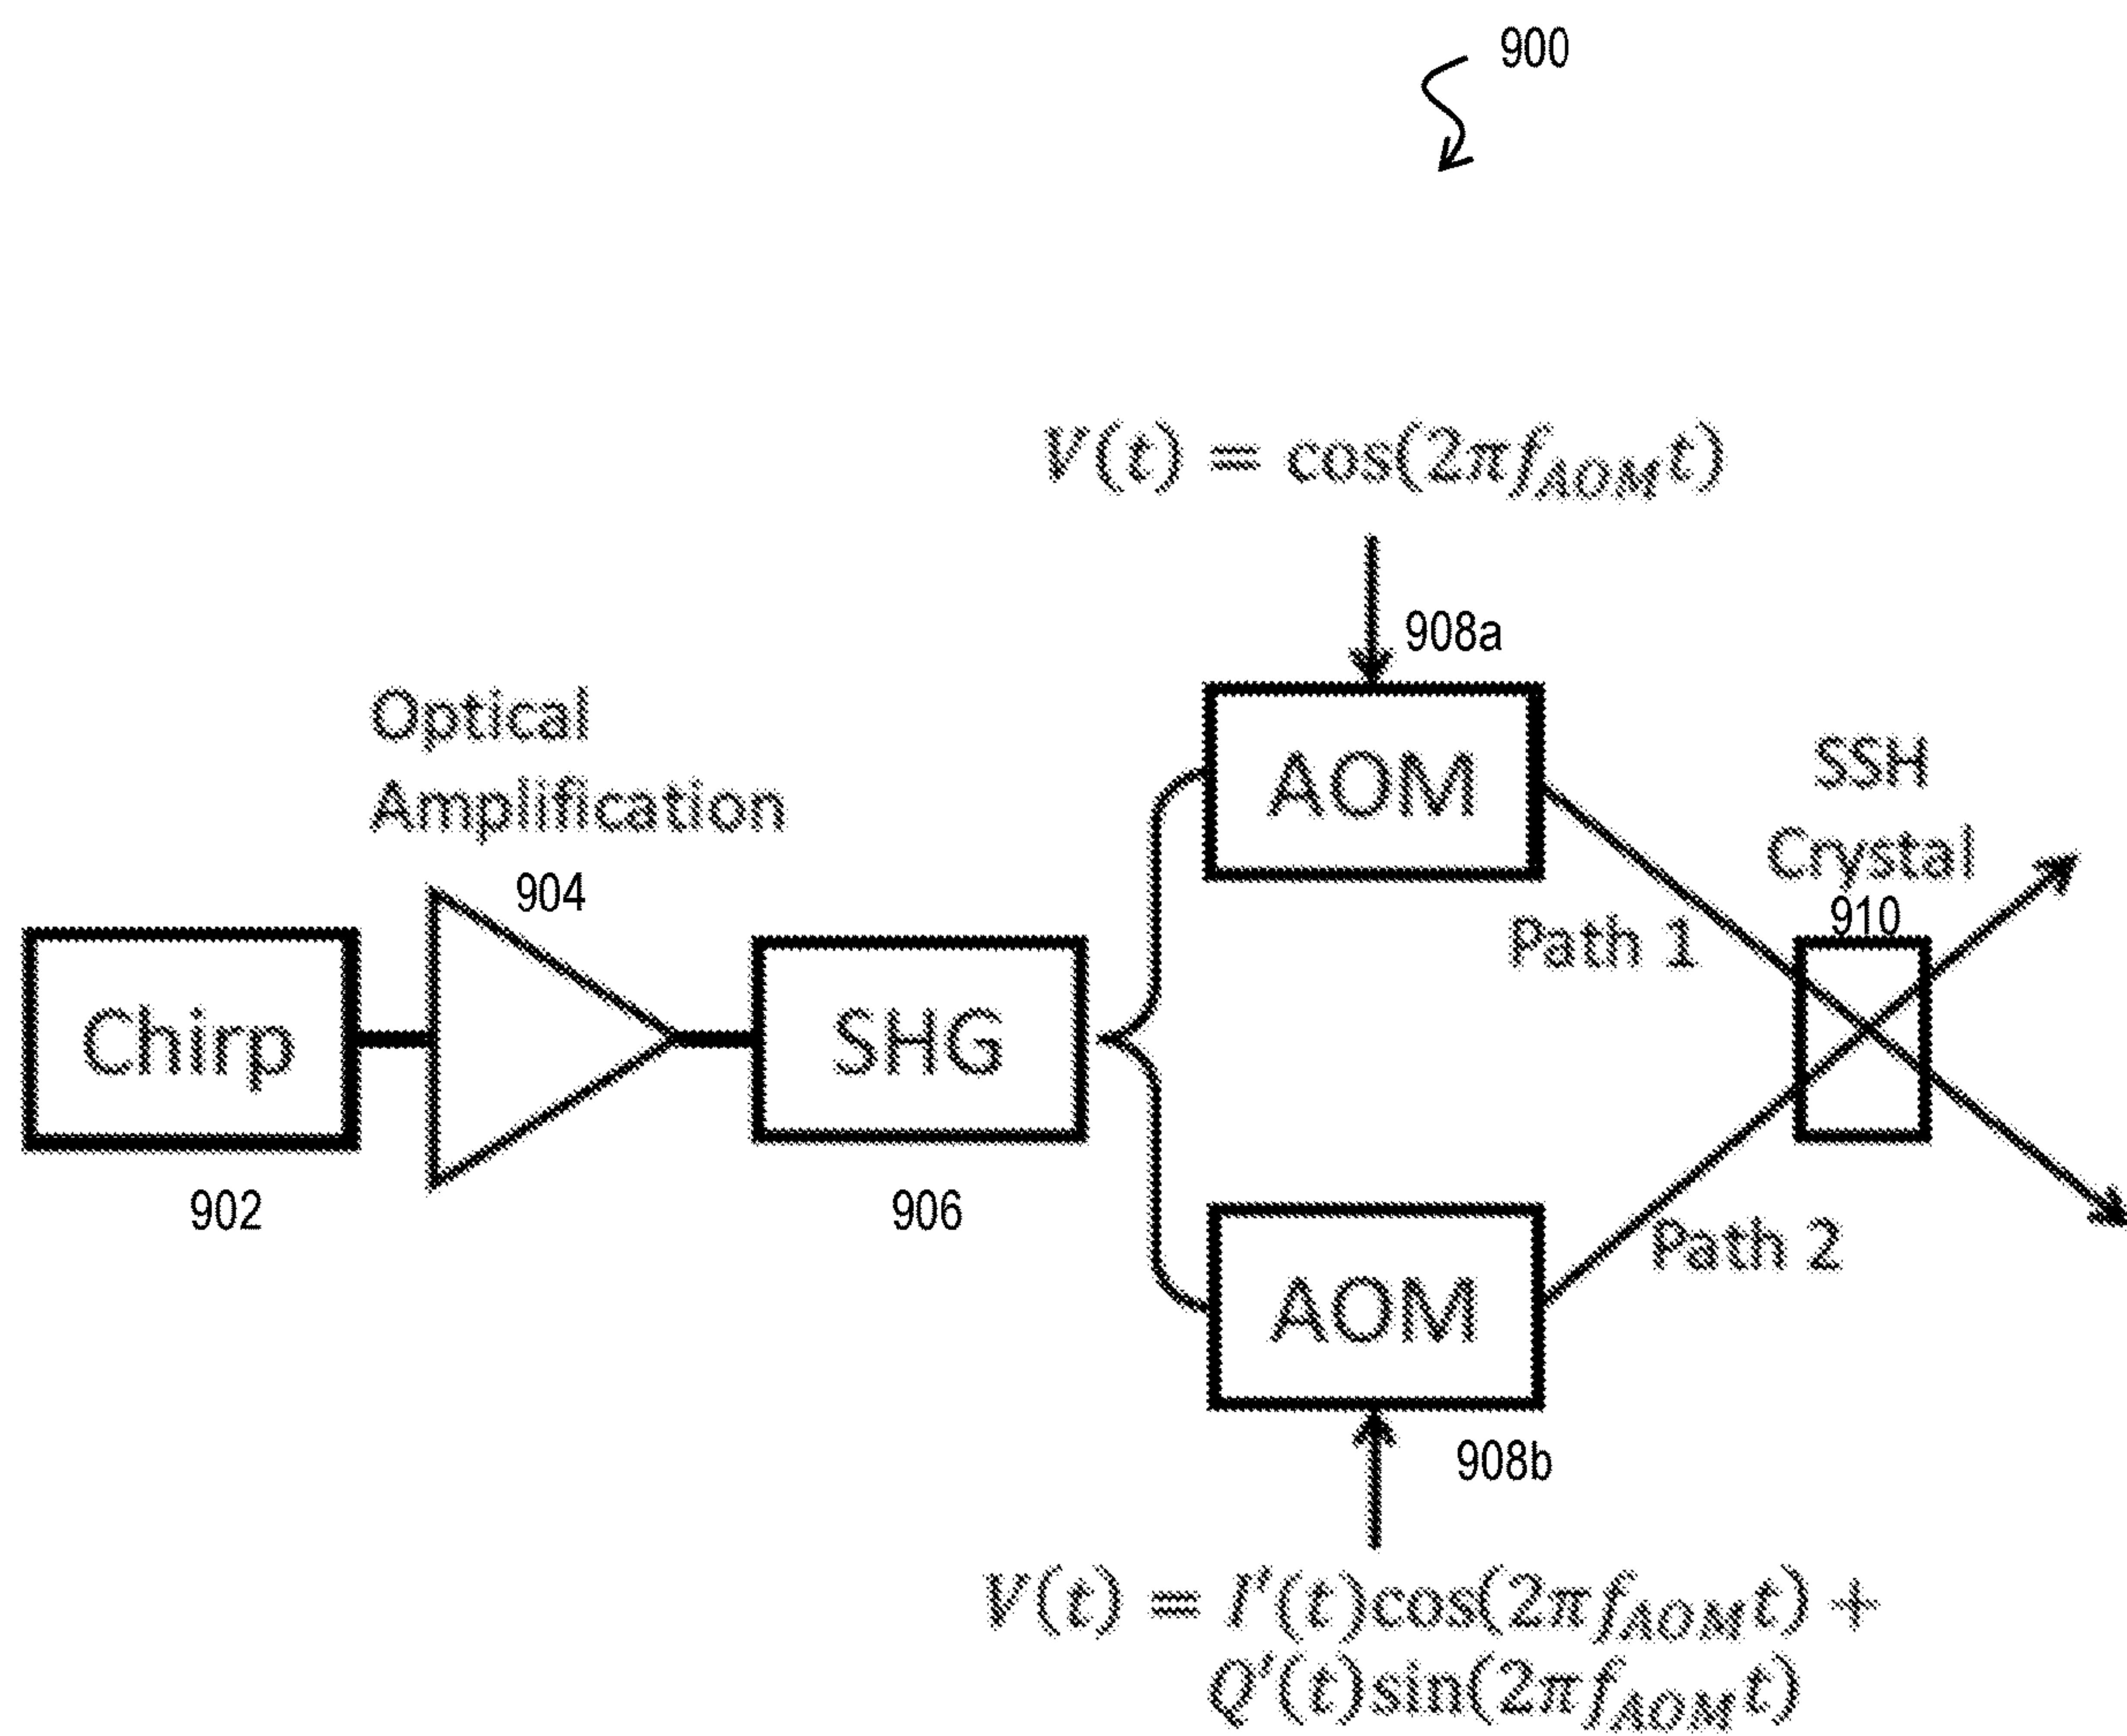 900
V(t) = cos(2πf_AOM t)
908a
Optical
Amplification
904
AOM
SSH
Crystal
910
Path 1
Chirp
SHG
902
906
Path 2
AOM
908b
V(t) = I'(t)cos(2πf_AOM t) +
Q'(t)sin(2πf_AOM t)